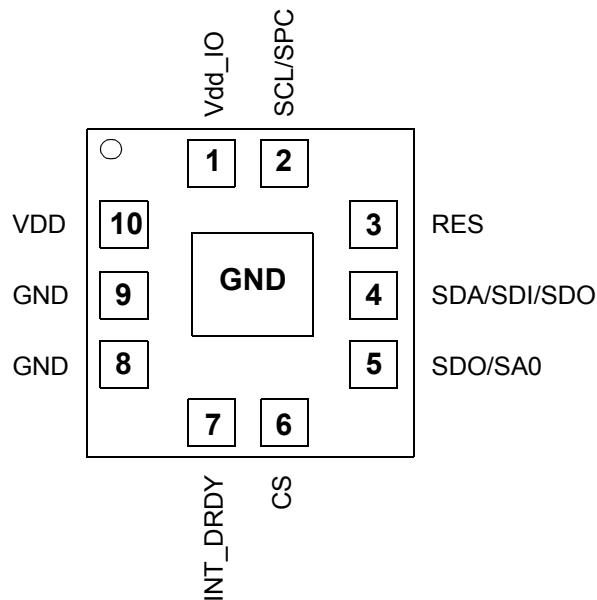 Vdd_IO
SCL/SPC
1 2
VDD 10 3 RES
GND 9 GND 4 SDA/SDI/SDO
GND 8 5 SDO/SA0
7 6
INT_DRDY
CS